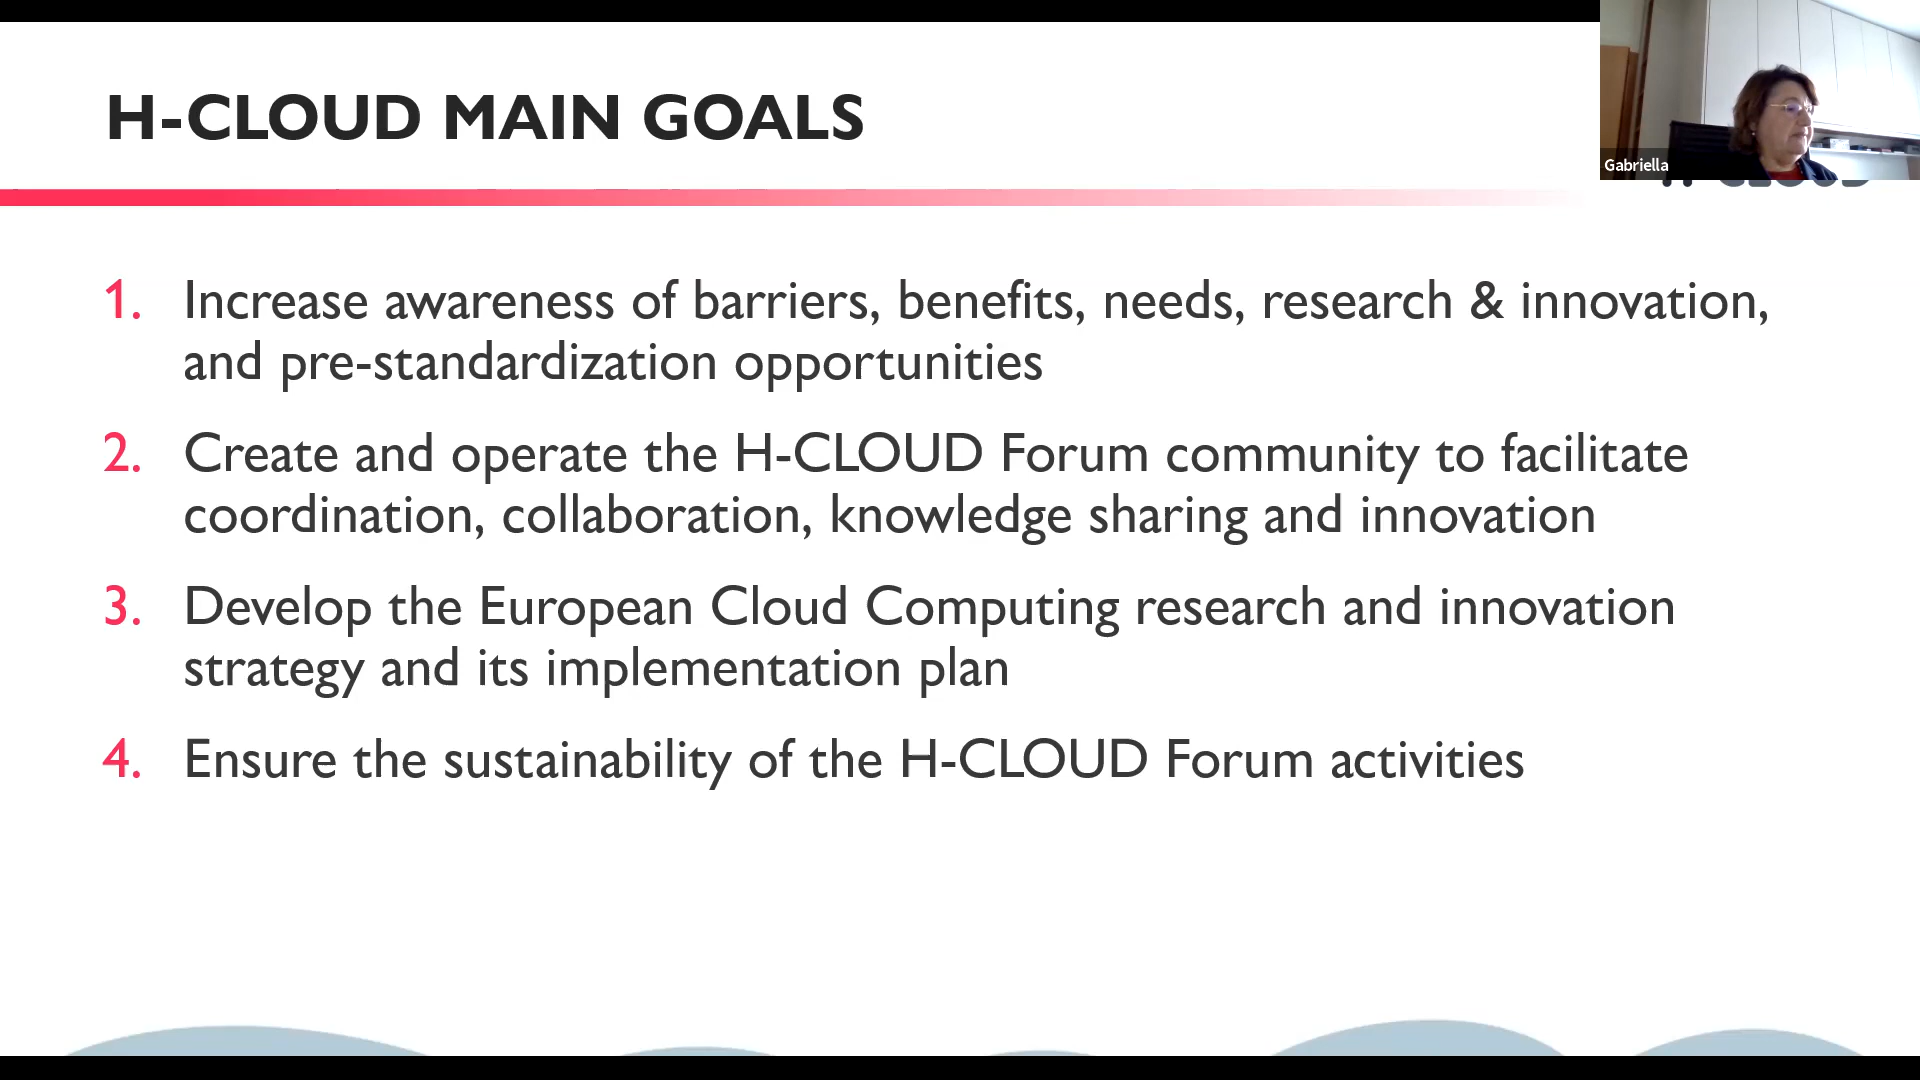 H-CLOUD MAIN GOALS
Gabriella
1. Increase awareness of barriers, benefits, needs, research & innovation,
and pre-standardization opportunities
2. Create and operate the H-CLOUD Forum community to facilitate
coordination, collaboration, knowledge sharing and innovation
3. Develop the European Cloud Computing research and innovation
strategy and its implementation plan
4. Ensure the sustainability of the H-CLOUD Forum activities